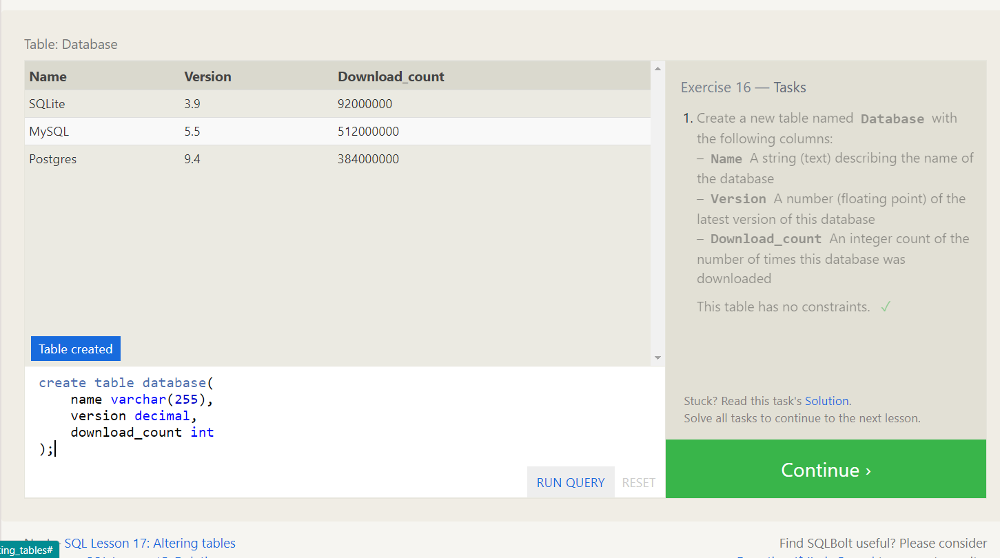 Table: Database
Name Version Download_count
SQLite 3.9 92000000
MySQL 5.5 512000000
Postgres 9.4 384000000
Table created
create table database(
name varchar(255),
version decimal,
download_count int
);
RUN QUERY RESET
Exercise 16 — Tasks
1. Create a new table named Database with
the following columns:
– Name A string (text) describing the name of
the database
– Version A number (floating point) of the
latest version of this database
– Download_count An integer count of the
number of times this database was
downloaded
This table has no constraints. ✓
Stuck? Read this task's Solution.
Solve all tasks to continue to the next lesson.
Continue ›
SQL Lesson 17: Altering tables
ing_tables#
Find SQLBolt useful? Please consider